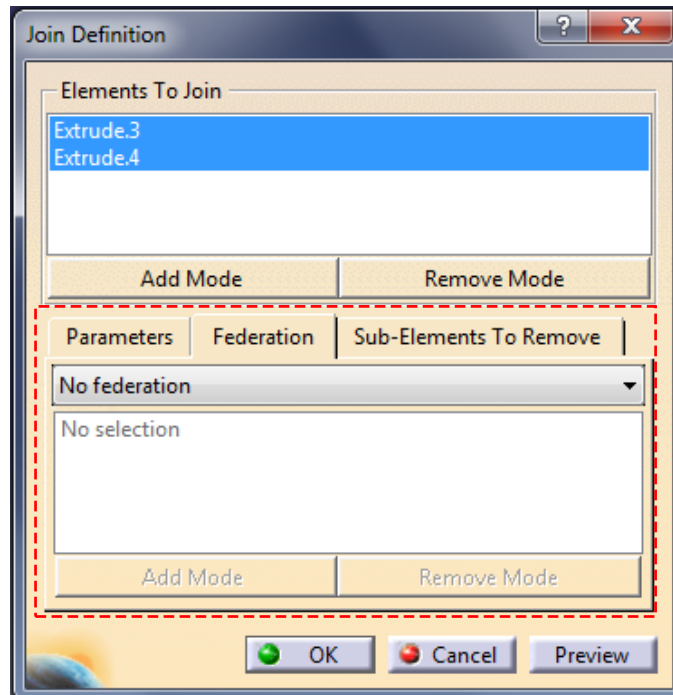 Join Definition
?
X
Elements To Join
Extrude.3
Extrude.4
Add Mode
Remove Mode
Parameters
Federation
Sub-Elements To Remove
No federation
No selection
Add Mode
Remove Mode
OK
Cancel
Preview